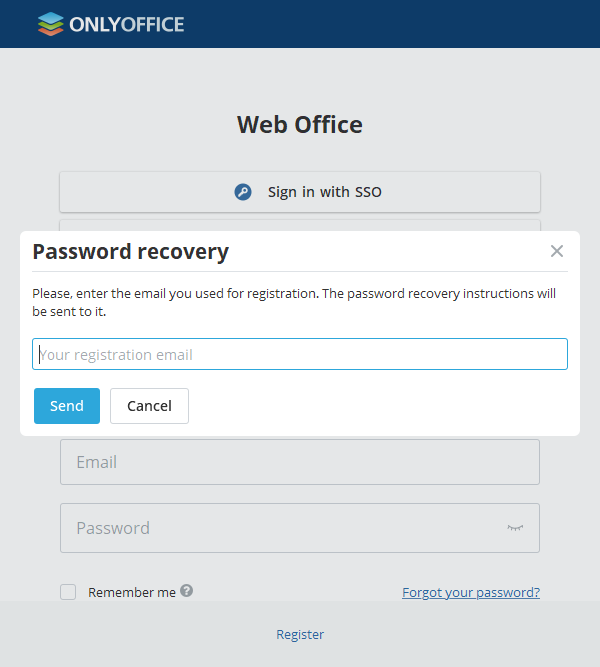 ONLYOFFICE
Web Office
Sign in with SSO
Password recovery
Please, enter the email you used for registration. The password recovery instructions will
be sent to it.
Your registration email
Send Cancel
Email
Password
Remember me ? Forgot your password?
Register